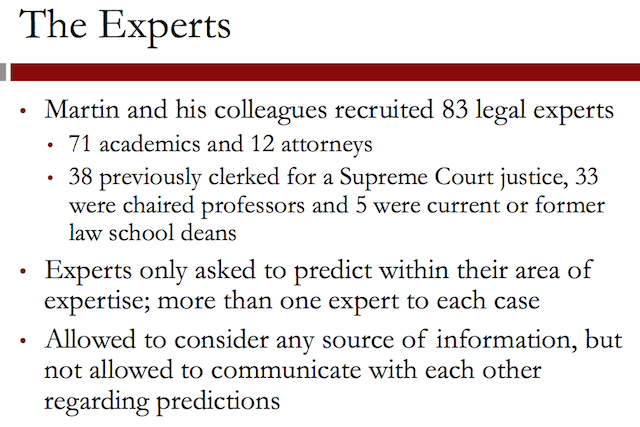 The Experts
• Martin and his colleagues recruited 83 legal experts
• 71 academics and 12 attorneys
• 38 previously clerked for a Supreme Court justice, 33
were chaired professors and 5 were current or former
law school deans
• Experts only asked to predict within their area of
expertise; more than one expert to each case
• Allowed to consider any source of information, but
not allowed to communicate with each other
regarding predictions